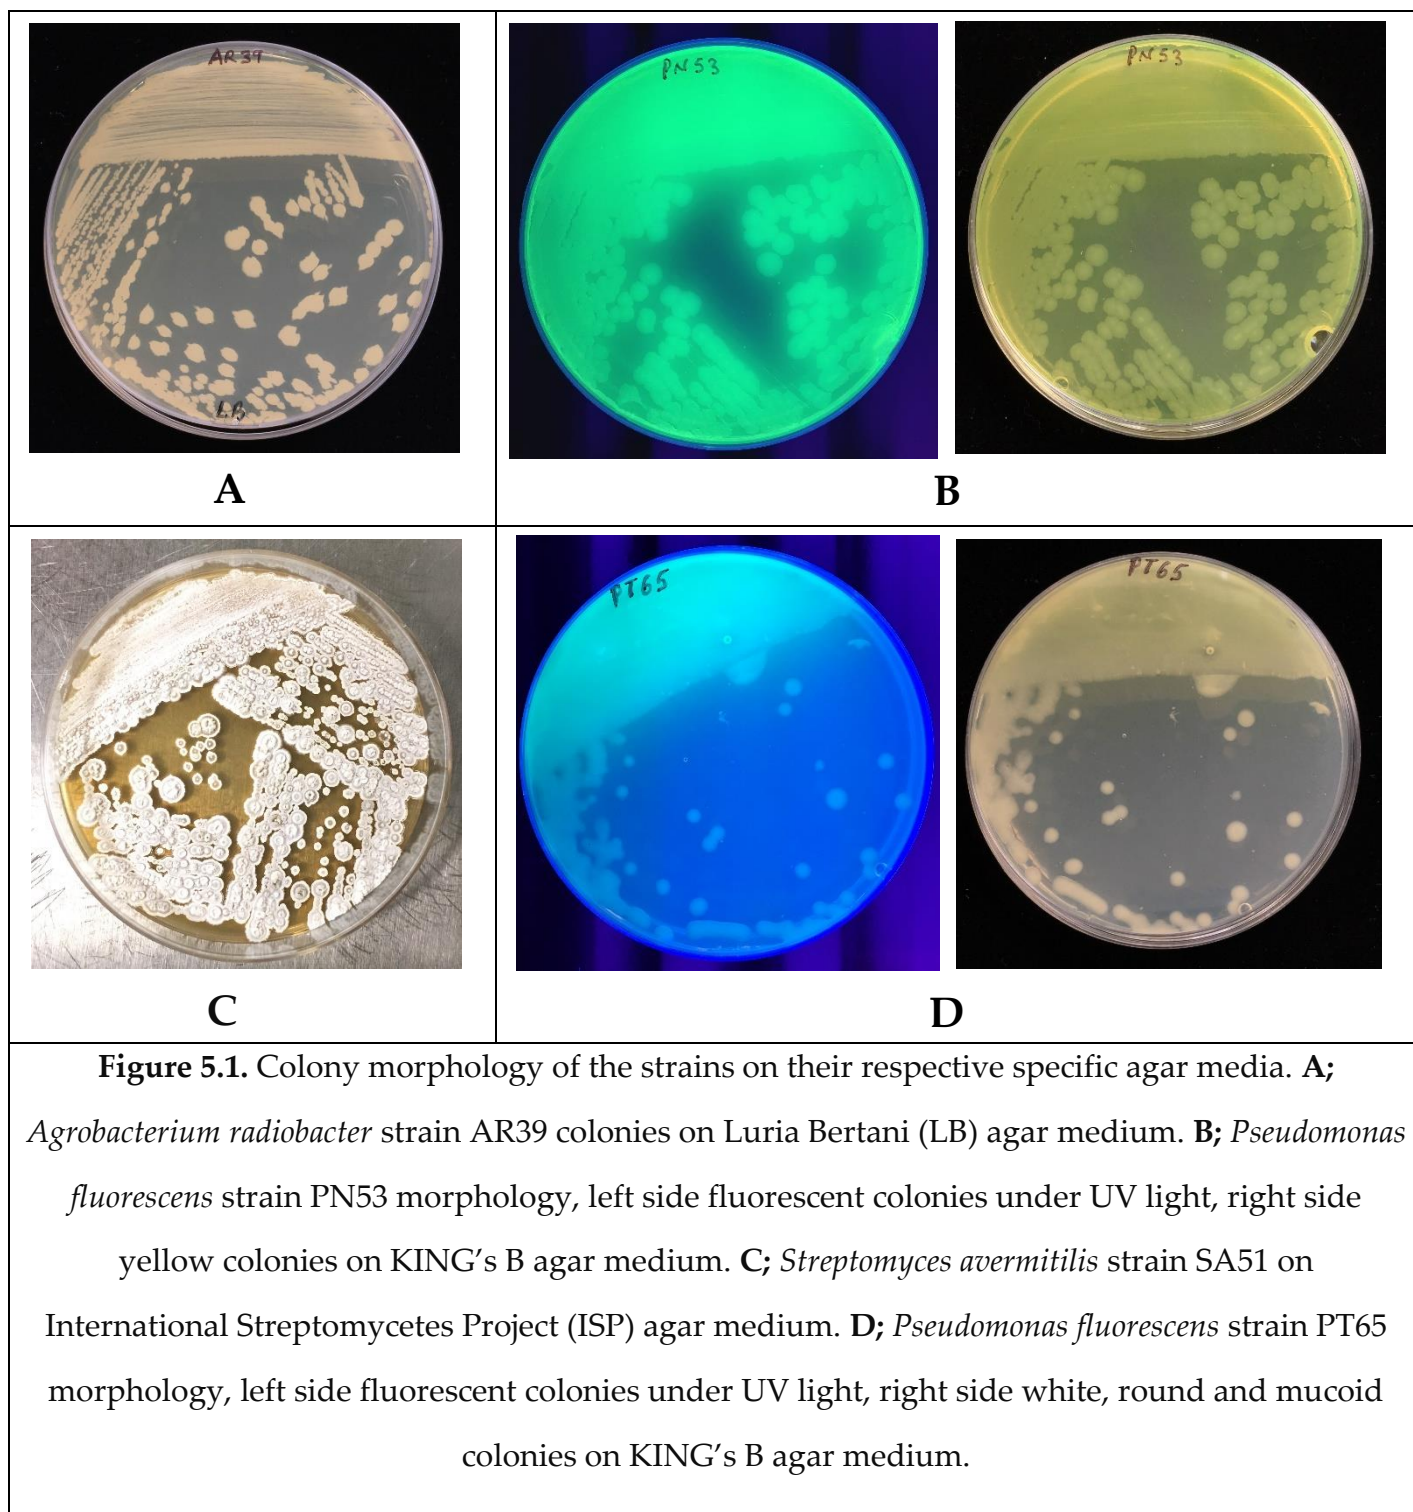 AR39
LB
A
PN53
PN53
B
C
PT65
PT65
D
Figure 5.1. Colony morphology of the strains on their respective specific agar media. A;
Agrobacterium radiobacter strain AR39 colonies on Luria Bertani (LB) agar medium. B; Pseudomonas
fluorescens strain PN53 morphology, left side fluorescent colonies under UV light, right side
yellow colonies on KING’s B agar medium. C; Streptomyces avermitilis strain SA51 on
International Streptomycetes Project (ISP) agar medium. D; Pseudomonas fluorescens strain PT65
morphology, left side fluorescent colonies under UV light, right side white, round and mucoid
colonies on KING’s B agar medium.